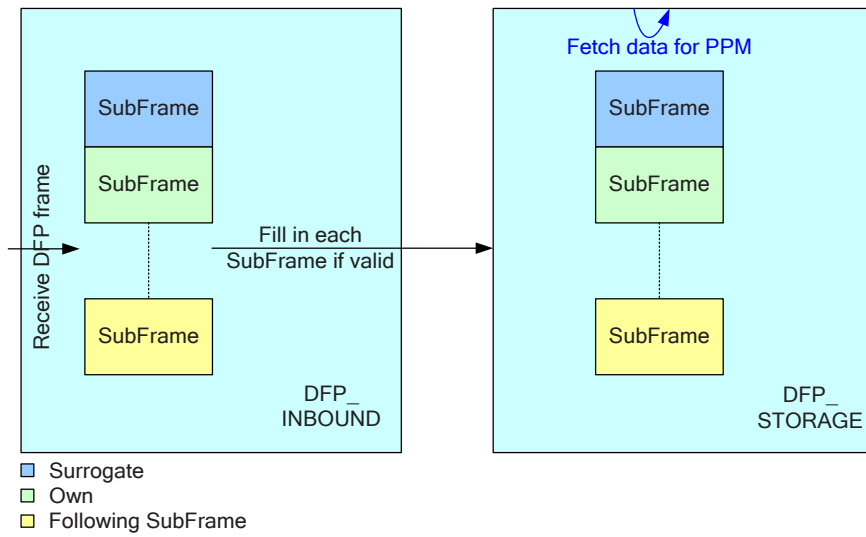 Fetch data for PPM
SubFrame
SubFrame
SubFrame
SubFrame
Receive DFP frame
Fill in each
SubFrame if valid
SubFrame
SubFrame
DFP_
INBOUND
DFP_
STORAGE
Surrogate
Own
Following SubFrame